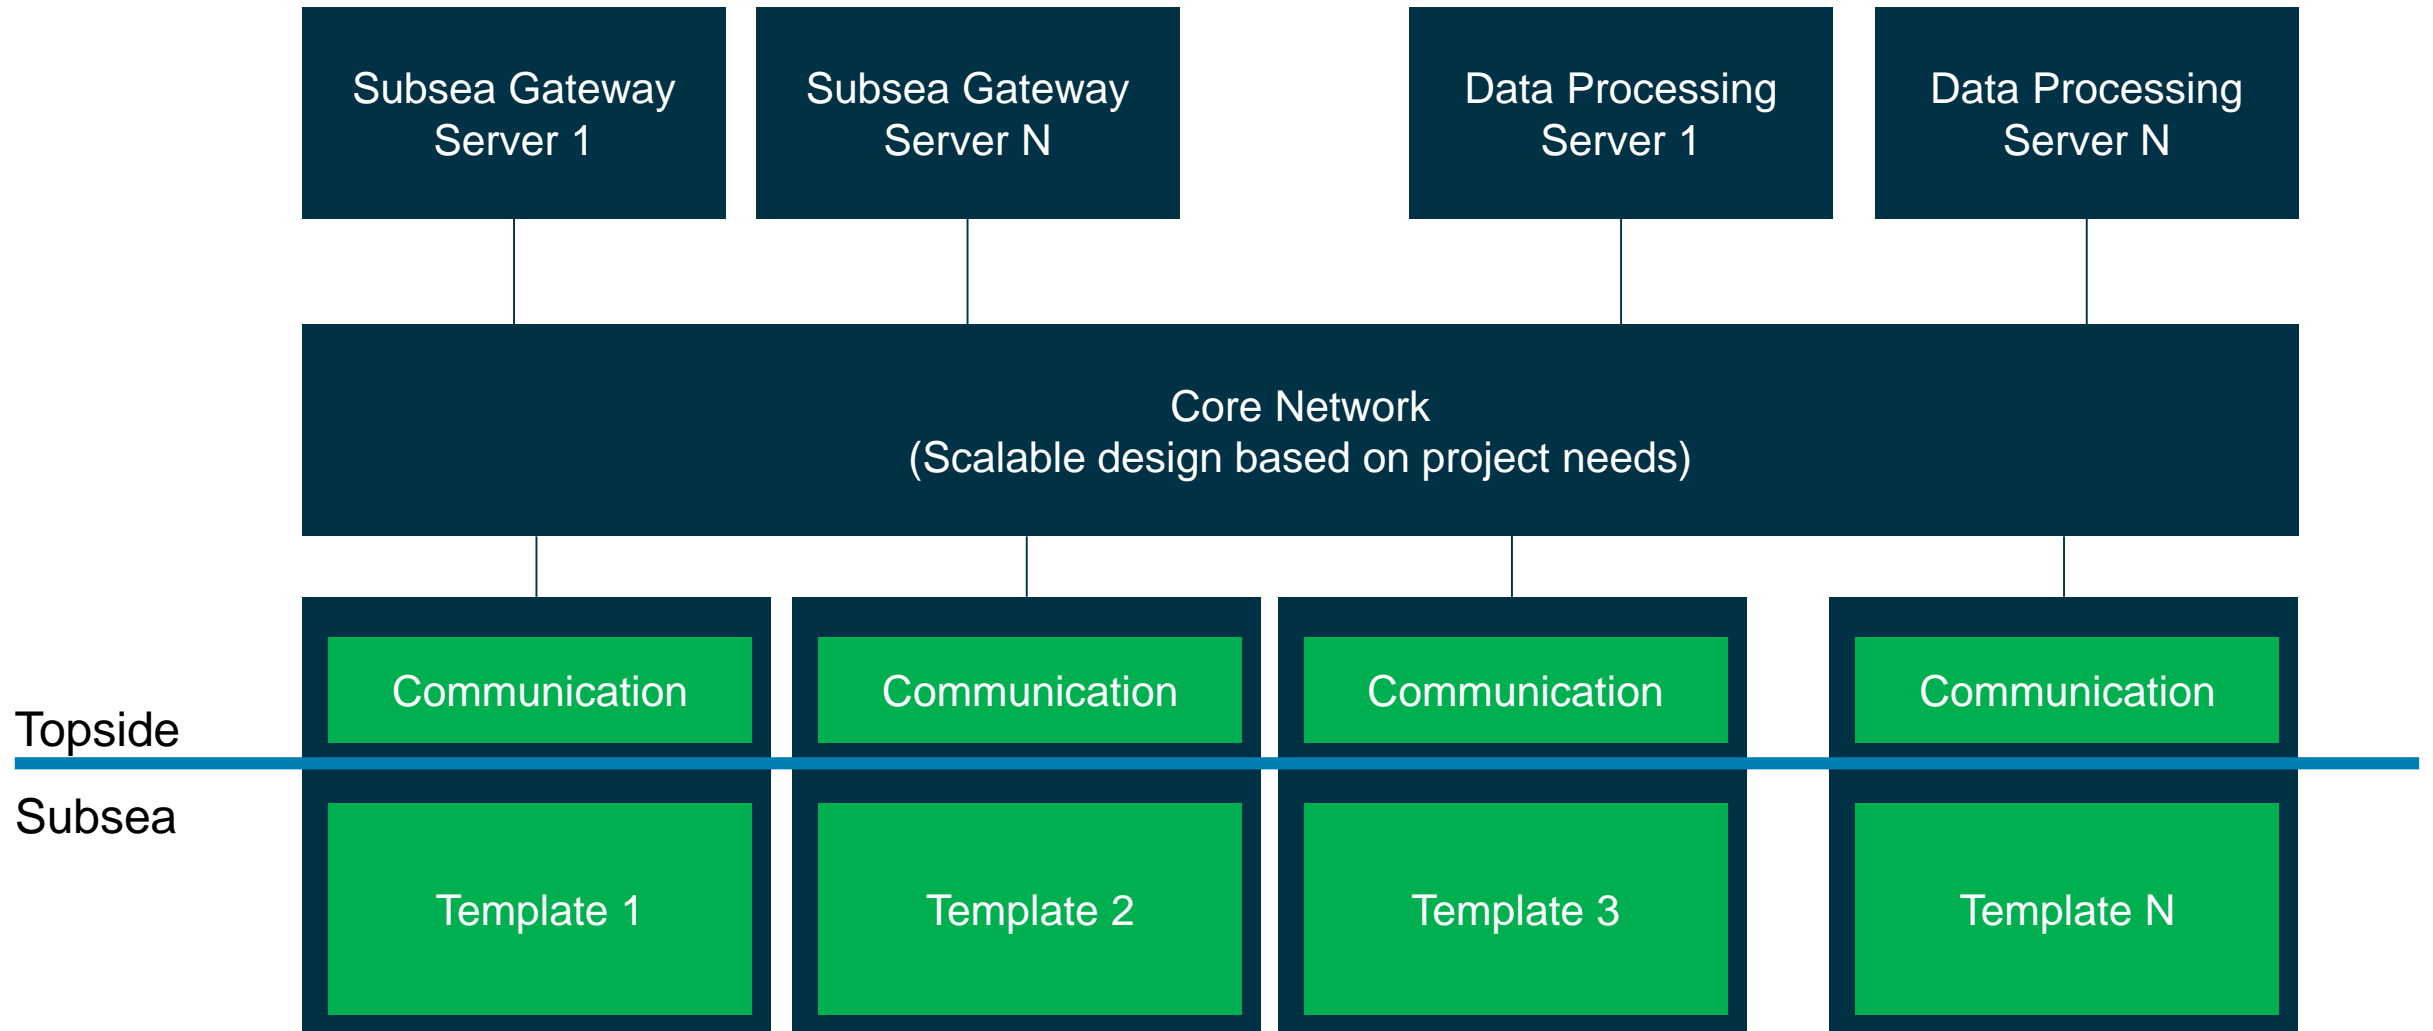 Subsea Gateway
Server 1
Subsea Gateway
Server N
Data Processing
Server 1
Data Processing
Server N
Core Network
(Scalable design based on project needs)
Communication
Communication
Communication
Communication
Topside
Subsea
Template 1
Template 2
Template 3
Template N